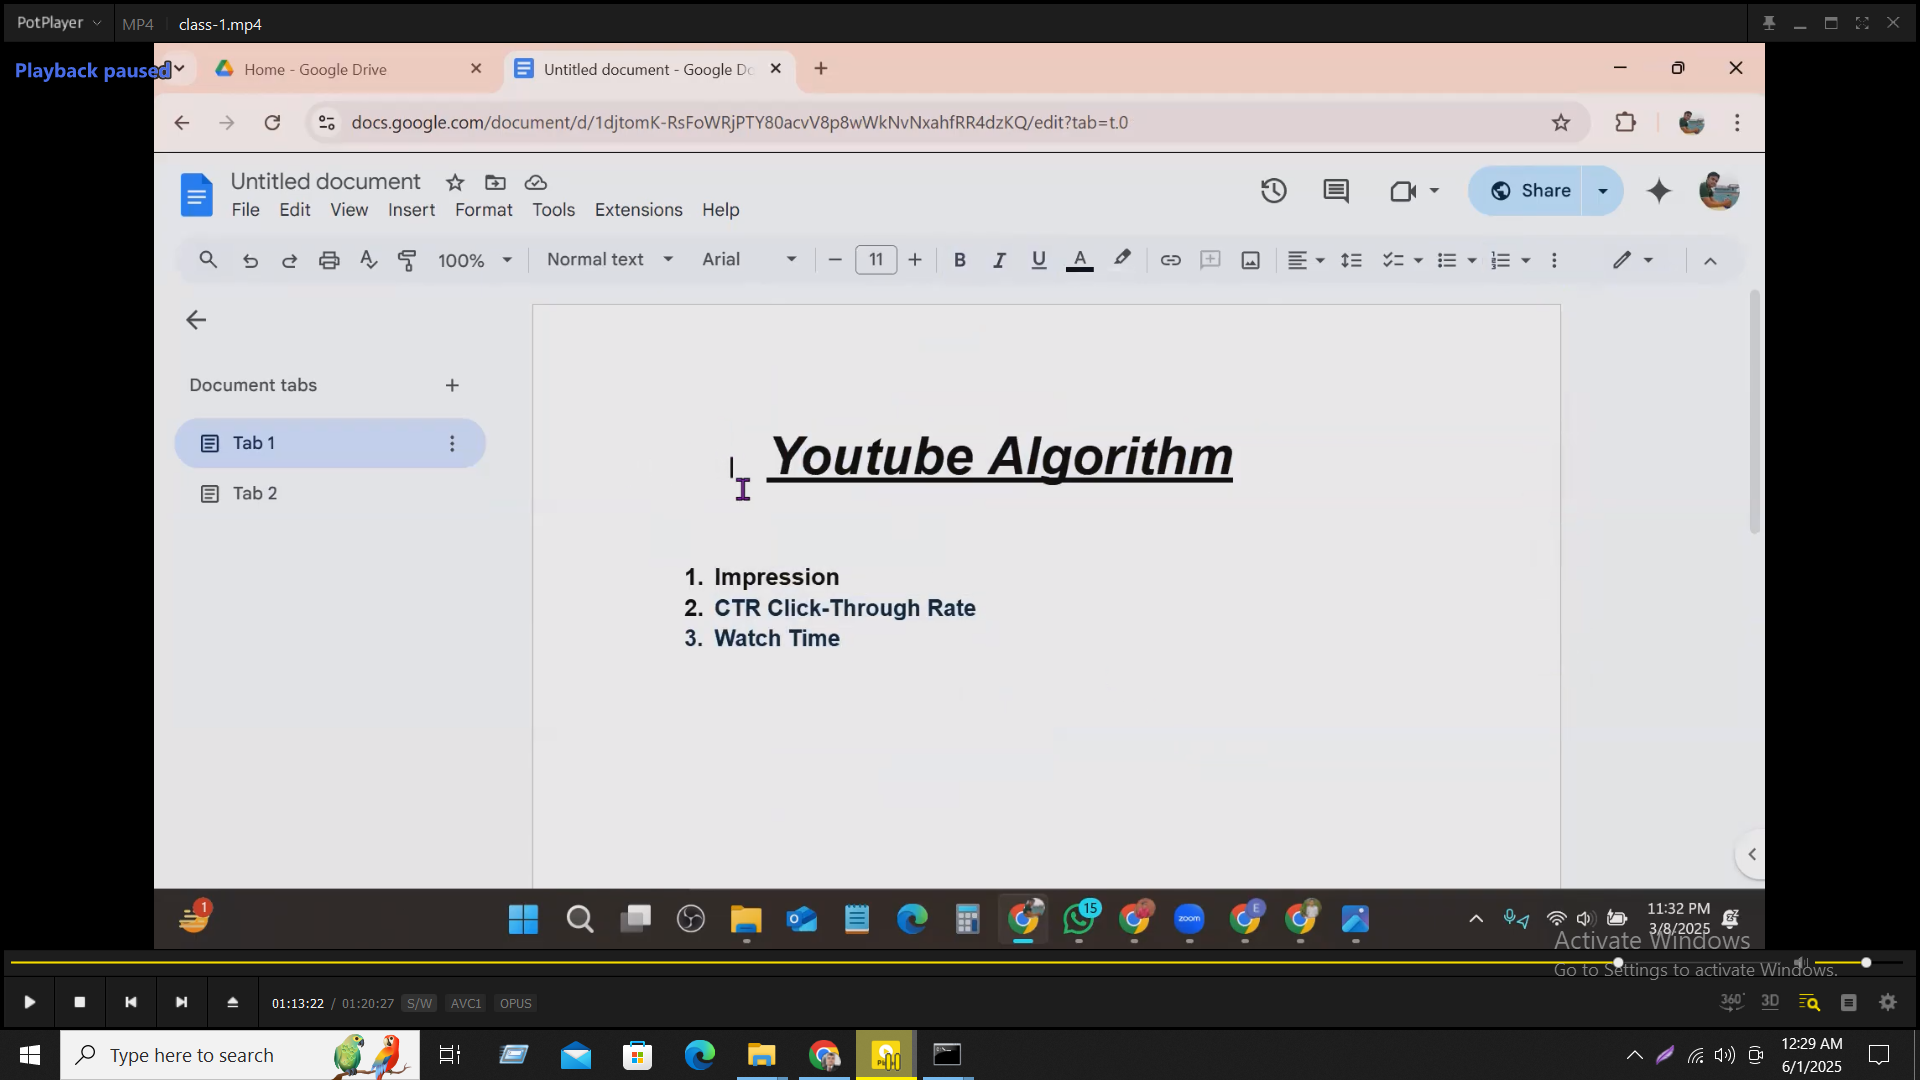 PotPlayer MP4 class-1.mp4
Playback paused
Home - Google Drive Untitled document - Google Do
docs.google.com/document/d/1djtomK-RsFoWRjPTY80acvV8p8wWkNvNxahfRR4dzKQ/edit?tab=t.0
Untitled document
File Edit View Insert Format Tools Extensions Help
Share
100% Normal text Arial 11 B I U A
Document tabs
Tab 1
Tab 2
Youtube Algorithm
1. Impression
2. CTR Click-Through Rate
3. Watch Time
1
15
zoom
E
11:32 PM
3/8/2025
Activate Windows
Go to Settings to activate Windows.
01:13:22 / 01:20:27 S/W AVC1 OPUS
360° 3D
Type here to search
12:29 AM
6/1/2025